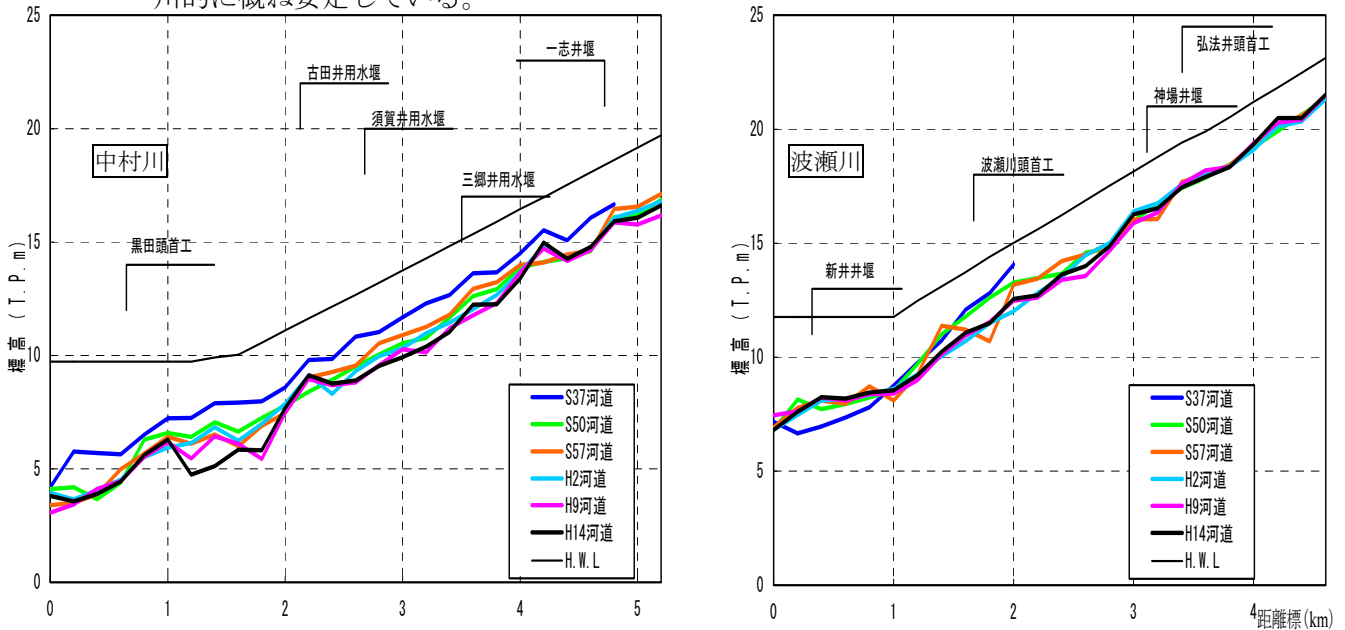 川的に概ね安定している。
中村川
標高(T.P.m)
25
20
15
10
5
0
0 1 2 3 4 5
黒田頭首工
古田井用水堰
須賀井用水堰
三郷井用水堰
一志井堰
S37河道
S50河道
S57河道
H2河道
H9河道
H14河道
H.W.L
波瀬川
標高(T.P.m)
25
20
15
10
5
0
0 1 2 3 4 距離標(km)
新井井堰
波瀬川頭首工
神場井堰
弘法井頭首工
S37河道
S50河道
S57河道
H2河道
H9河道
H14河道
H.W.L